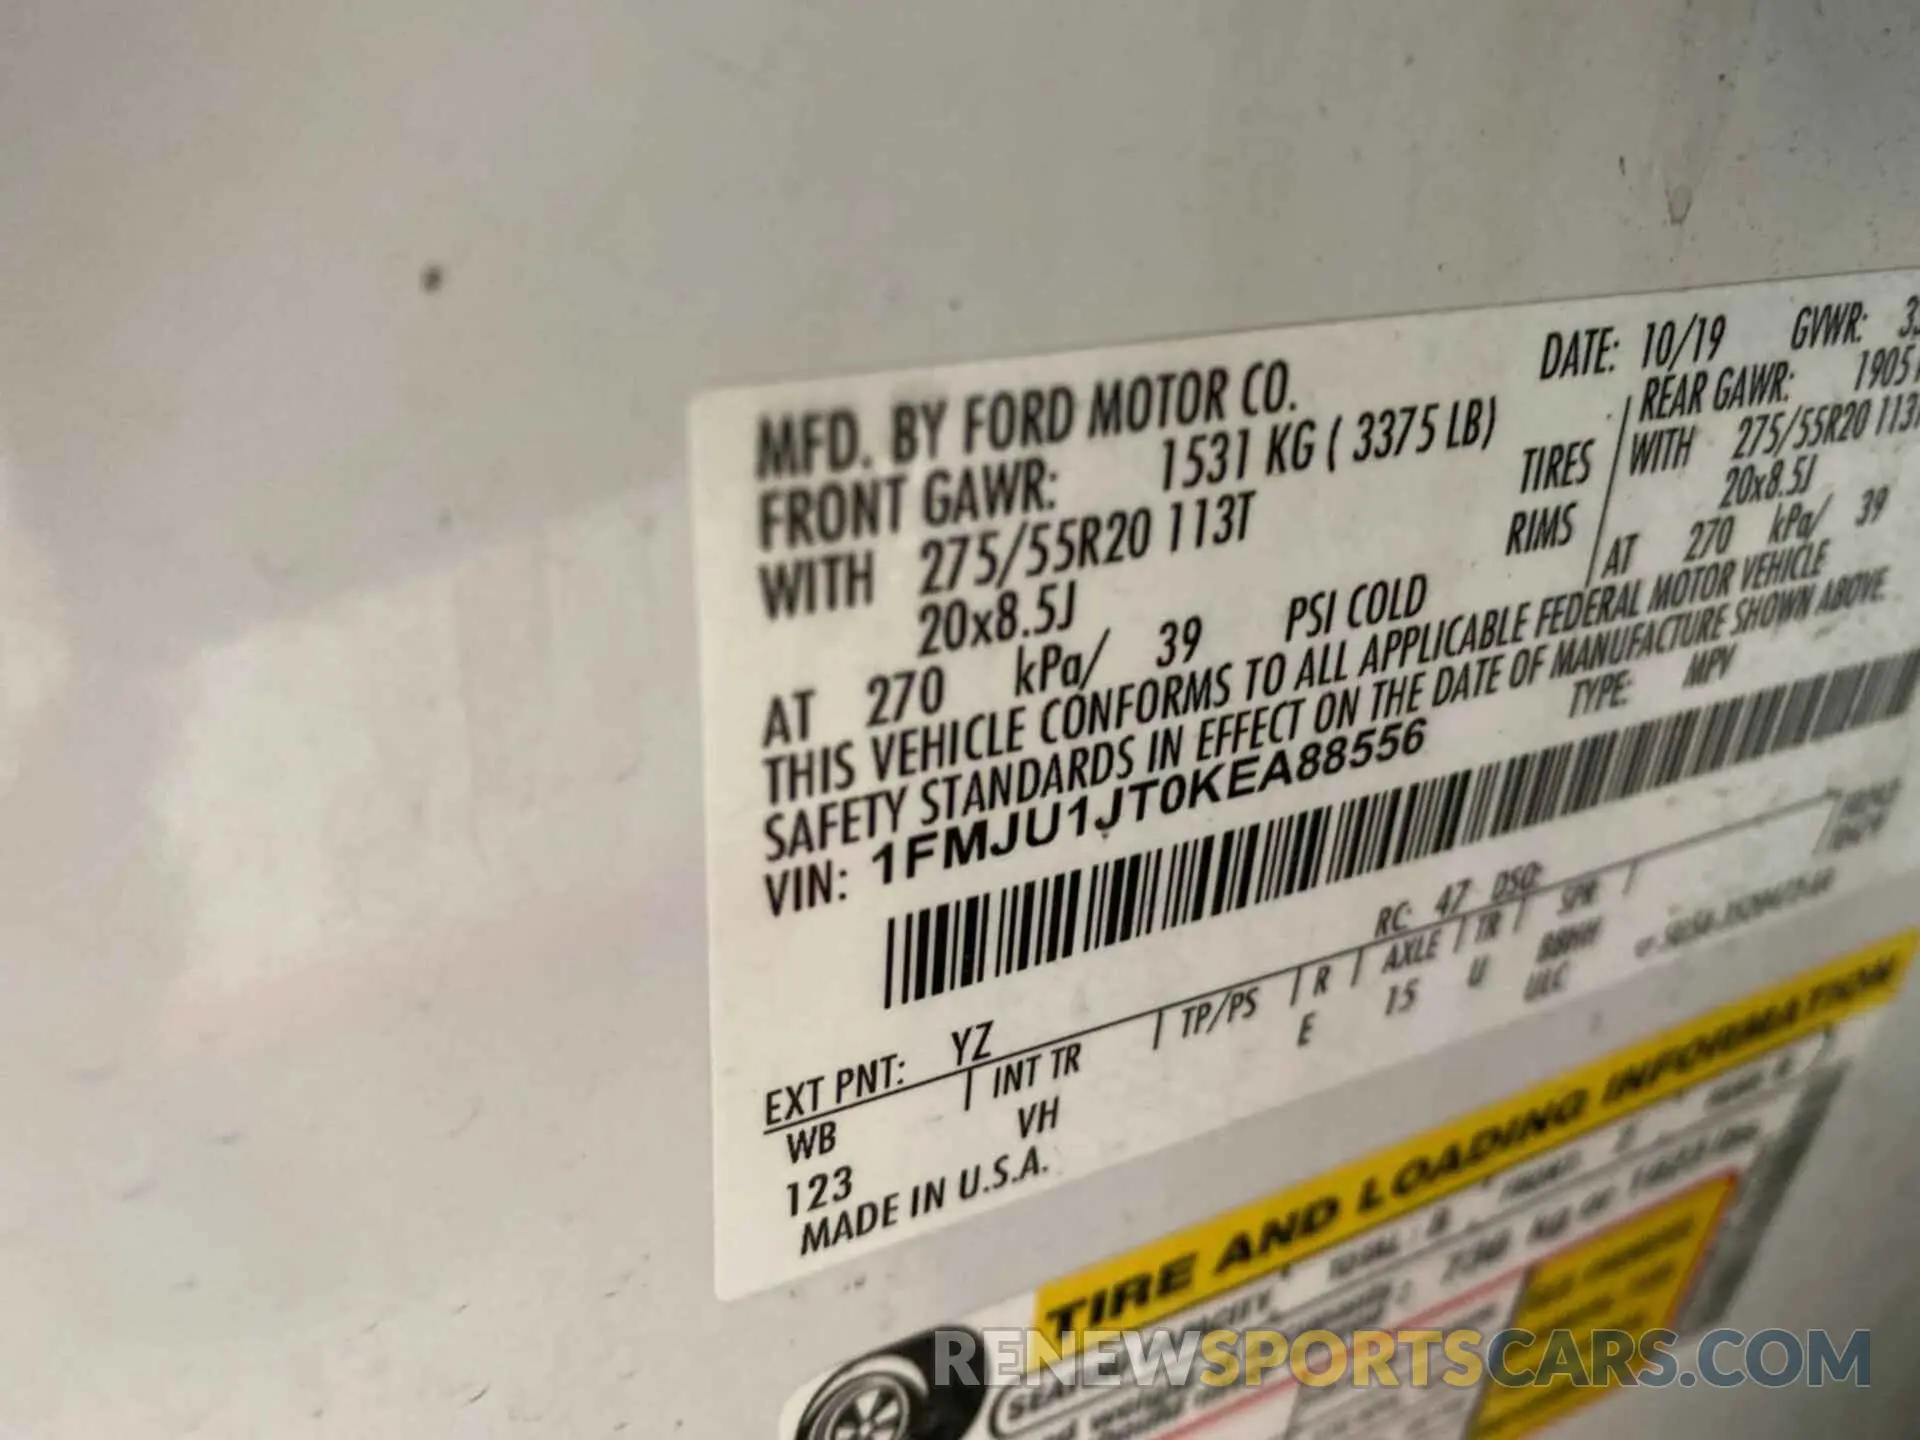 MFD. BY FORD MOTOR CO. DATE: 10/19 GVWR:
FRONT GAWR: 1531 KG ( 3375 LB) REAR GAWR: 1905
WITH 275/55R20 113T TIRES WITH 275/55R20 113T
20x8.5J RIMS 20x8.5J
AT 270 kPa/ 39 PSI COLD AT 270 kPa/ 39
THIS VEHICLE CONFORMS TO ALL APPLICABLE FEDERAL MOTOR VEHICLE
SAFETY STANDARDS IN EFFECT ON THE DATE OF MANUFACTURE SHOWN ABOVE
VIN: 1FMJU1JT0KEA88556 TYPE: MPV
EXT PNT: YZ RC: 47 DSO:
WB INT TR TP/PS R AXLE TR SPR
123 VH E 15 U
MADE IN U.S.A.
TIRE AND LOADING INFORMATION
RENEWSPORTSCARS.COM